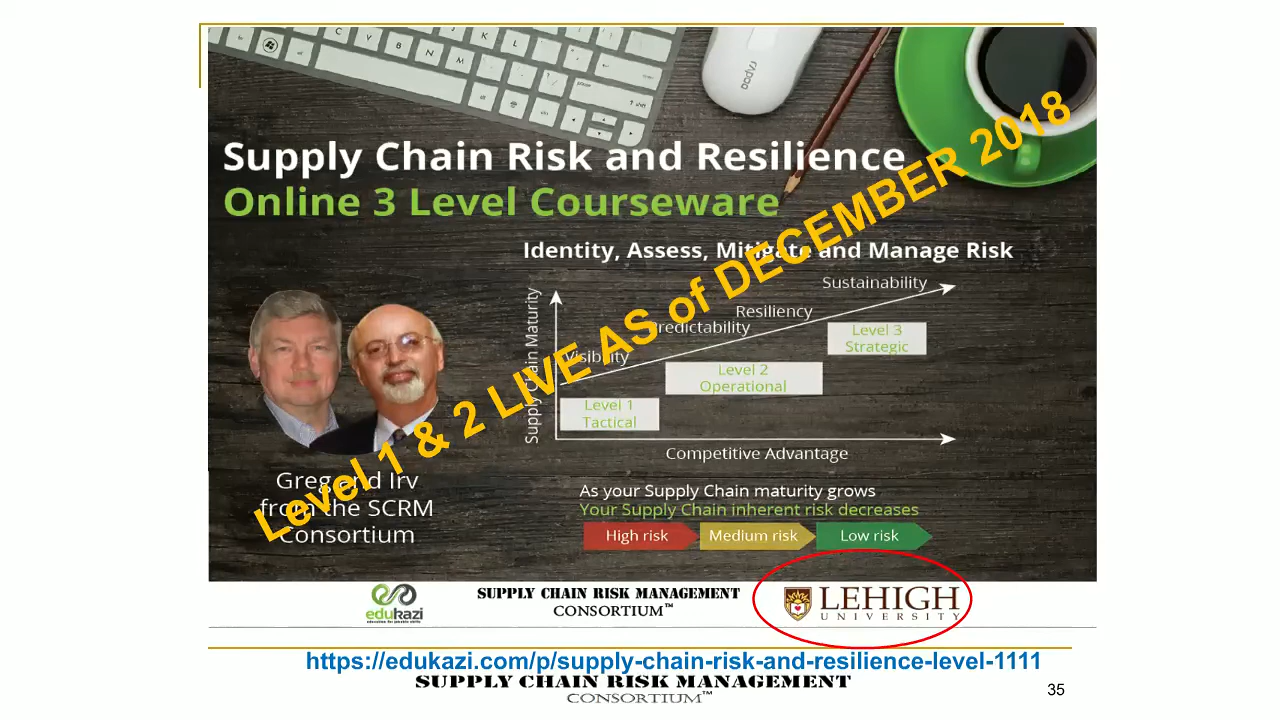 Supply Chain Risk and Resilience
Online 3 Level Courseware
Level 1 & 2 LIVE AS of DECEMBER 2018
Identity, Assess, Mitigate and Manage Risk
Supply Chain Maturity
Sustainability
Resiliency
Predictability
Visibility
Level 3
Strategic
Level 2
Operational
Level 1
Tactical
Competitive Advantage
Greg and Irv
from the SCRM
Consortium
As your Supply Chain maturity grows
Your Supply Chain inherent risk decreases
High risk
Medium risk
Low risk
edukazi
SUPPLY CHAIN RISK MANAGEMENT
CONSORTIUM™
LEHIGH
UNIVERSITY
https://edukazi.com/p/supply-chain-risk-and-resilience-level-1111
SUPPLY CHAIN RISK MANAGEMENT
CONSORTIUM™
35